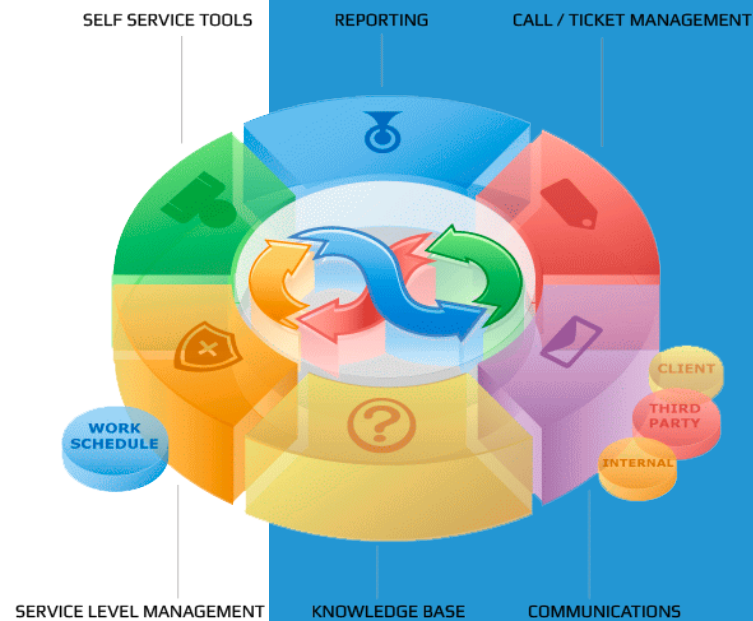 SELF SERVICE TOOLS
REPORTING
CALL / TICKET MANAGEMENT
CLIENT
THIRD
PARTY
WORK
SCHEDULE
INTERNAL
SERVICE LEVEL MANAGEMENT
KNOWLEDGE BASE
COMMUNICATIONS